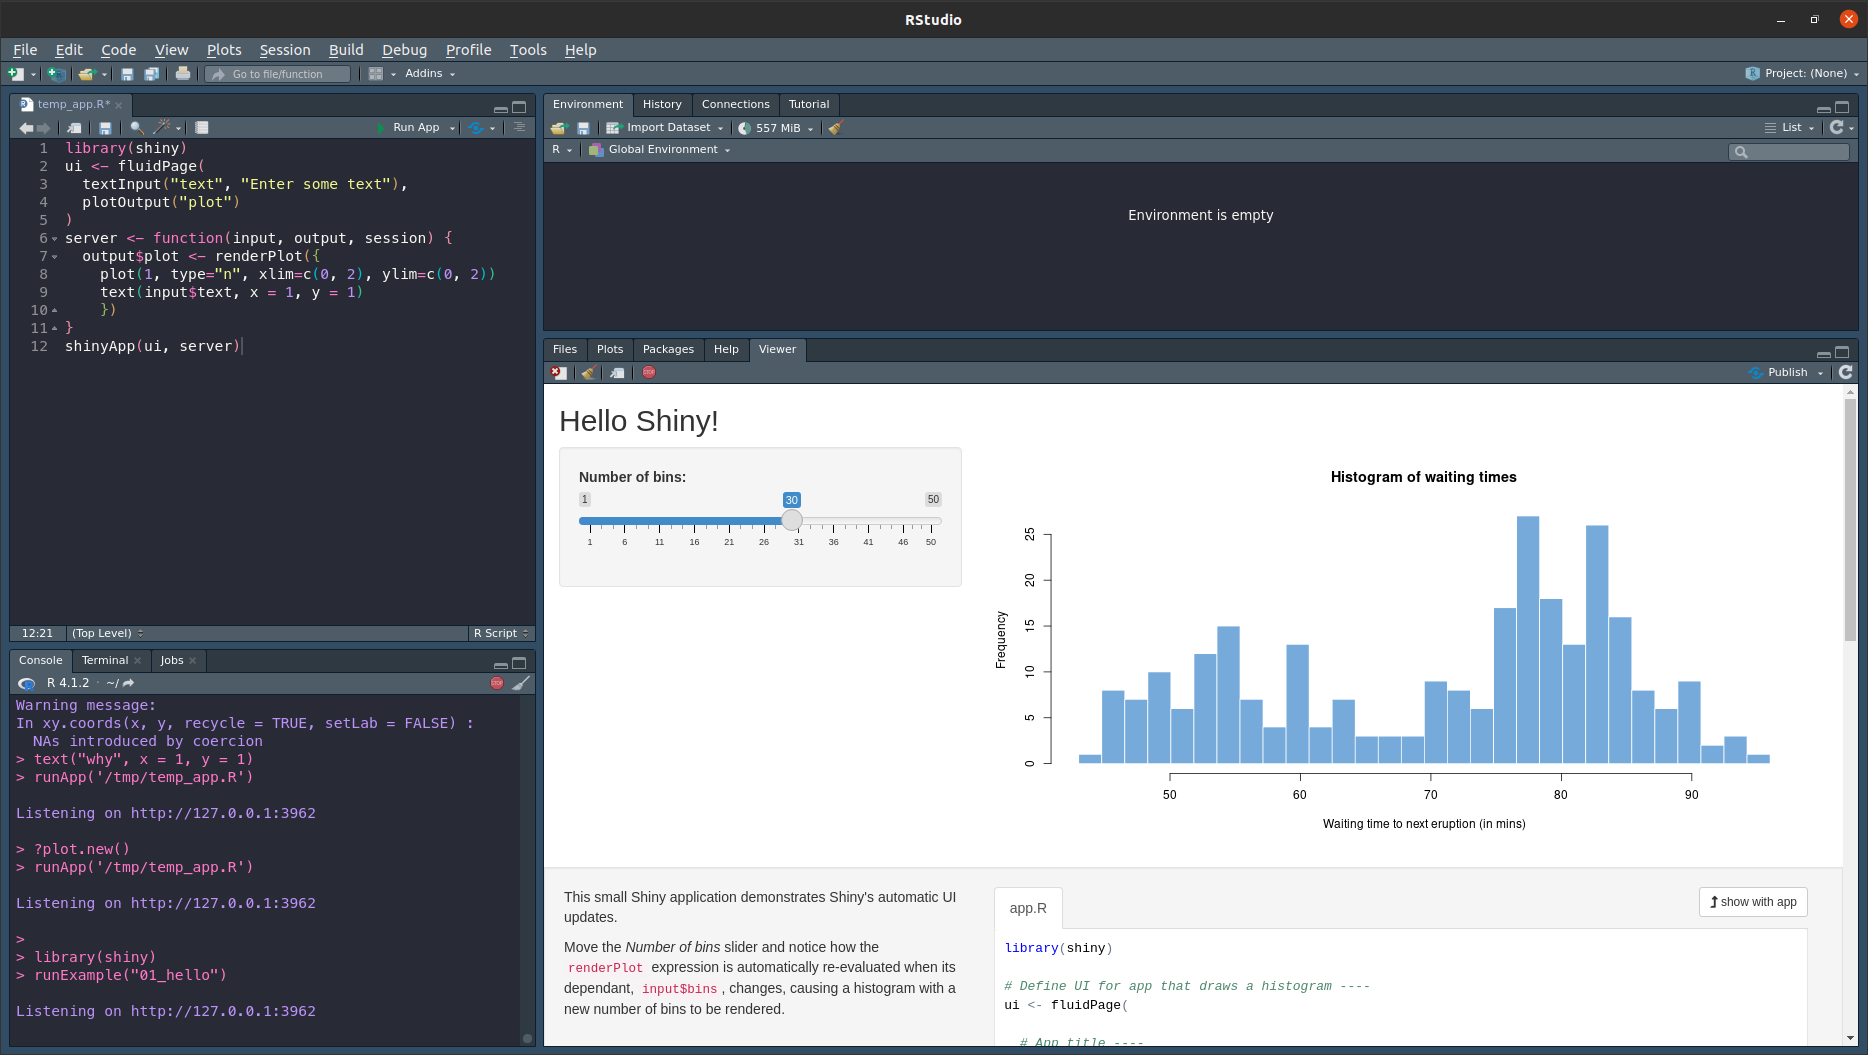 RStudio
File Edit Code View Plots Session Build Debug Profile Tools Help
Go to file/function Addins Project: (None)
temp_app.R*
Run App
1 library(shiny)
2 ui <- fluidPage(
3 textInput("text", "Enter some text"),
4 plotOutput("plot")
5 )
6 server <- function(input, output, session) {
7 output$plot <- renderPlot({
8 plot(1, type="n", xlim=c(0, 2), ylim=c(0, 2))
9 text(input$text, x = 1, y = 1)
10 })
11 }
12 shinyApp(ui, server)
12:21 (Top Level) R Script
Console Terminal Jobs
R 4.1.2 · ~/
Warning message:
In xy.coords(x, y, recycle = TRUE, setLab = FALSE) :
NAs introduced by coercion
> text("why", x = 1, y = 1)
> runApp('/tmp/temp_app.R')
Listening on http://127.0.0.1:3962
> ?plot.new()
> runApp('/tmp/temp_app.R')
Listening on http://127.0.0.1:3962
>
> library(shiny)
> runExample("01_hello")
Listening on http://127.0.0.1:3962
Environment History Connections Tutorial
Import Dataset 557 MiB List
R Global Environment
Environment is empty
Files Plots Packages Help Viewer
Publish
Hello Shiny!
Number of bins:
1 30 50
1 6 11 16 21 26 31 36 41 46 50
Histogram of waiting times
Frequency
25
20
15
10
5
0
50 60 70 80 90
Waiting time to next eruption (in mins)
This small Shiny application demonstrates Shiny's automatic UI
updates.
Move the Number of bins slider and notice how the
renderPlot expression is automatically re-evaluated when its
dependant, input$bins , changes, causing a histogram with a
new number of bins to be rendered.
app.R
show with app
library(shiny)
# Define UI for app that draws a histogram ----
ui <- fluidPage(
# App title ----